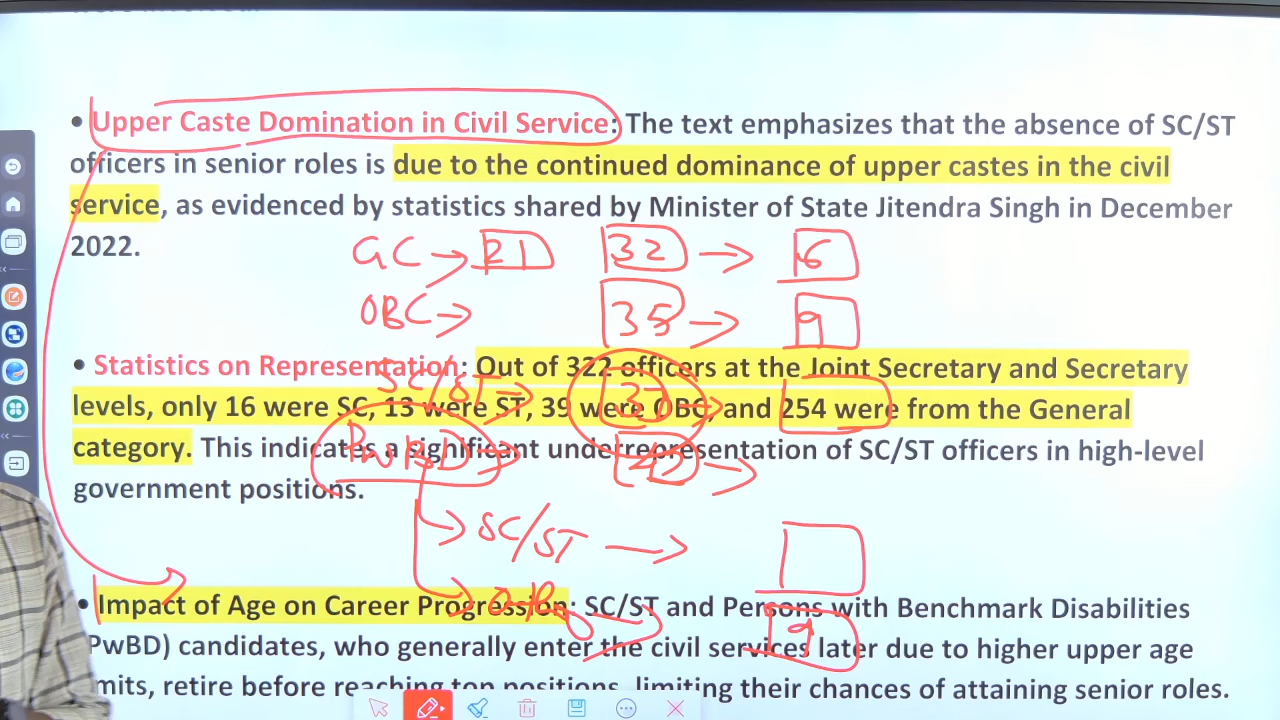 • Upper Caste Domination in Civil Service: The text emphasizes that the absence of SC/ST
officers in senior roles is due to the continued dominance of upper castes in the civil
service, as evidenced by statistics shared by Minister of State Jitendra Singh in December
2022.
GC → 21 32 → 6
OBC → 35 → 9
• Statistics on Representation: Out of 322 officers at the Joint Secretary and Secretary
SC/ST → 37 →
levels, only 16 were SC, 13 were ST, 39 were OBC, and 254 were from the General
category. This indicates a significant underrepresentation of SC/ST officers in high-level
PwBD → →
government positions.
→ SC/ST →
• Impact of Age on Career Progression: SC/ST and Persons with Benchmark Disabilities
9
PwBD) candidates, who generally enter the civil services later due to higher upper age
mits, retire before reaching top positions, limiting their chances of attaining senior roles.